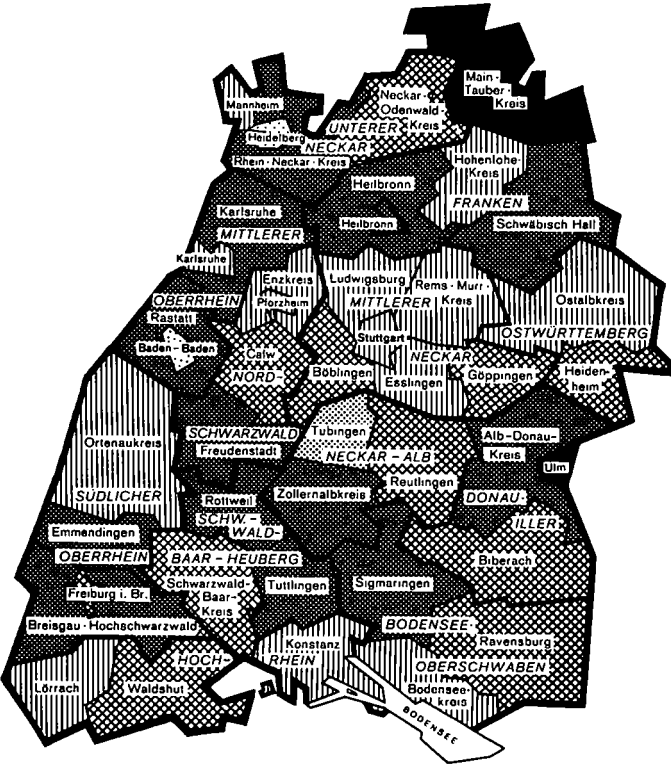 Main-
Tauber-
Kreis
Neckar-
Odenwald-
Kreis
Mannheim
UNTERER
Heidelberg
NECKAR
Rhein-Neckar-Kreis
Hohenlohe-
Kreis
Heilbronn
FRANKEN
Karlsruhe
Heilbronn
Schwäbisch Hall
MITTLERER
Karlsruhe
Enzkreis
Ludwigsburg
Rems-Murr-
Kreis
OBERRHEIN
Pforzheim
MITTLERER
Ostalbkreis
Rastatt
Stuttgart
OSTWÜRTTEMBERG
Baden-Baden
Calw
NECKAR
NORD-
Böblingen
Esslingen
Göppingen
Heiden-
heim
SCHWARZWALD
Tübingen
Alb-Donau-
Kreis
Ortenaukreis
Freudenstadt
NECKAR-ALB
Ulm
Reutlingen
SÜDLICHER
Rottweil
Zollernalbkreis
DONAU-
Emmendingen
SCHW.-
WALD-
ILLER
OBERRHEIN
BAAR-HEUBERG
Biberach
Freiburg i. Br.
Schwarzwald-
Baar-
Kreis
Tuttlingen
Sigmaringen
Breisgau-Hochschwarzwald
BODENSEE-
Konstanz
Ravensburg
HOCH-
RHEIN
OBERSCHWABEN
Lörrach
Waldshut
Bodensee-
kreis
BODENSEE